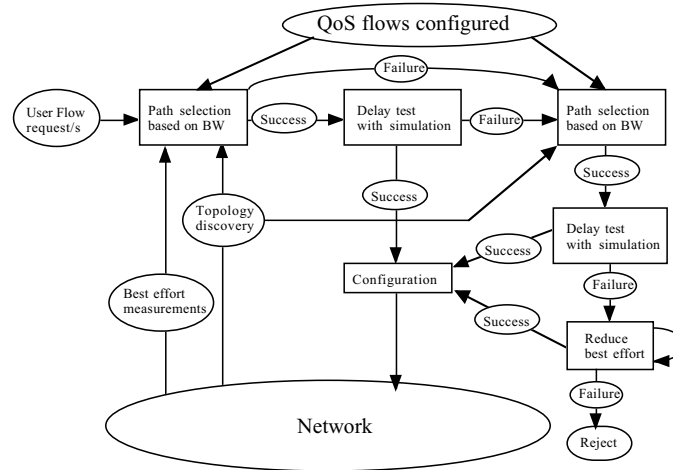 QoS flows configured
Failure
User Flow
request/s
Path selection
based on BW
Success
Delay test
with simulation
Failure
Path selection
based on BW
Success
Success
Topology
discovery
Delay test
with simulation
Success
Configuration
Best effort
measurements
Failure
Success
Reduce
best effort
Failure
Network
Reject